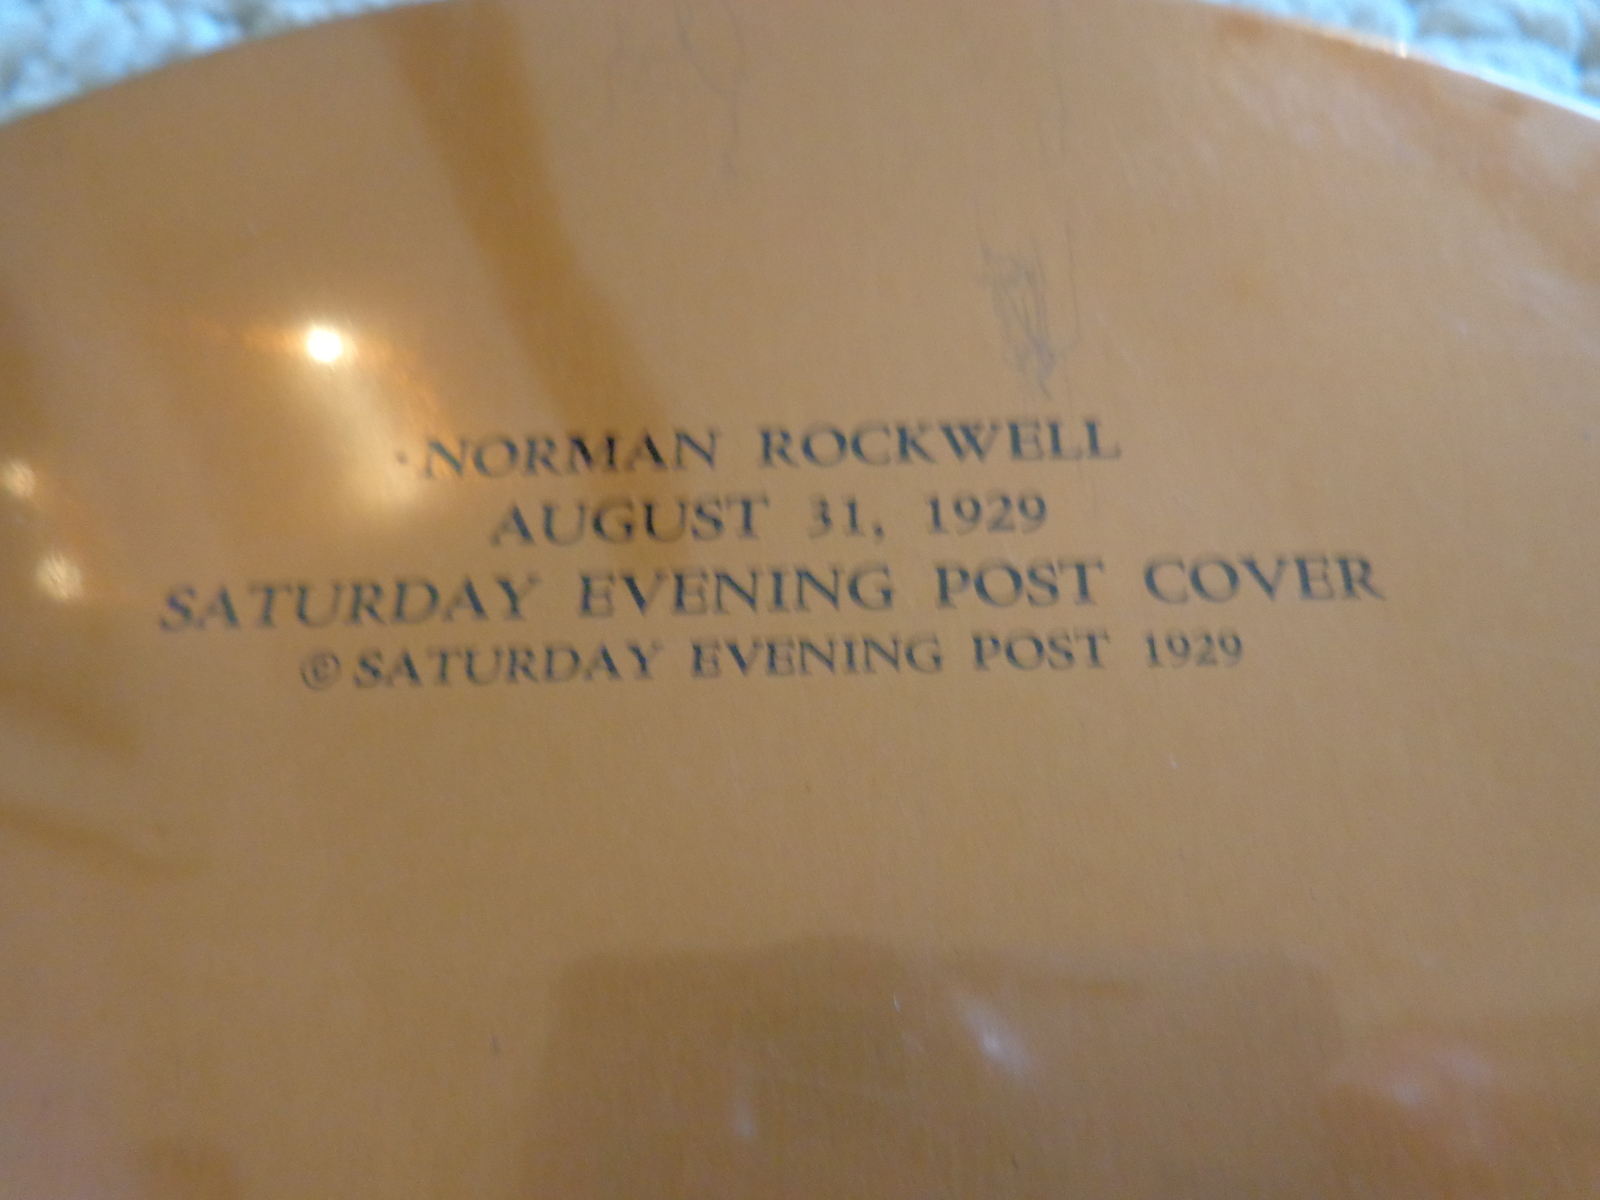 NORMAN ROCKWELL
AUGUST 31, 1929
SATURDAY EVENING POST COVER
© SATURDAY EVENING POST 1929